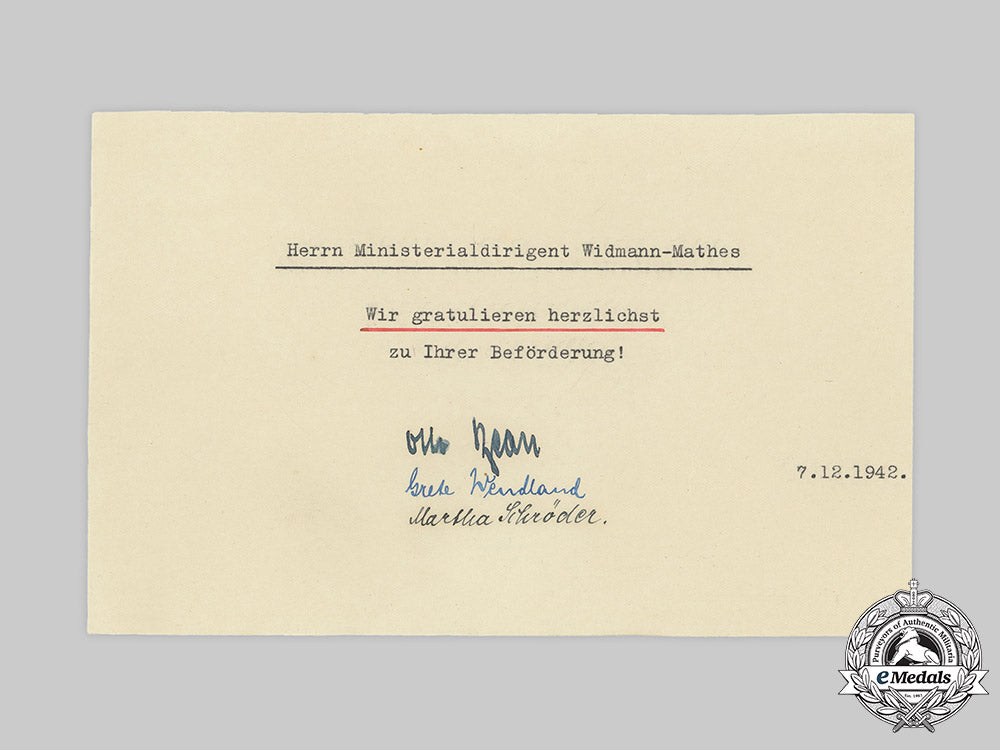 Herrn Ministerialdirigent Widmann-Mathes
Wir gratulieren herzlichst
zu Ihrer Beförderung!
Otto
7.12.1942.
Grete Wendland
Martha Schröder.
Purveyors of Authentic Militaria
eMedals